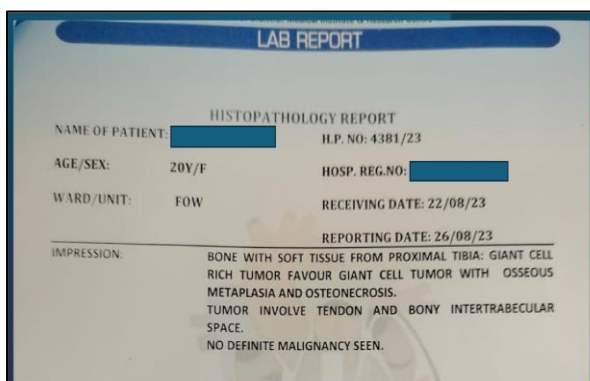 LAB REPORT
HISTOPATHOLOGY REPORT
NAME OF PATIENT:
H.P. NO: 4381/23
AGE/SEX: 20Y/F
HOSP. REG.NO:
WARD/UNIT: FOW
RECEIVING DATE: 22/08/23
REPORTING DATE: 26/08/23
IMPRESSION: BONE WITH SOFT TISSUE FROM PROXIMAL TIBIA: GIANT CELL
RICH TUMOR FAVOUR GIANT CELL TUMOR WITH OSSEOUS
METAPLASIA AND OSTEONECROSIS.
TUMOR INVOLVE TENDON AND BONY INTERTRABECULAR
SPACE.
NO DEFINITE MALIGNANCY SEEN.